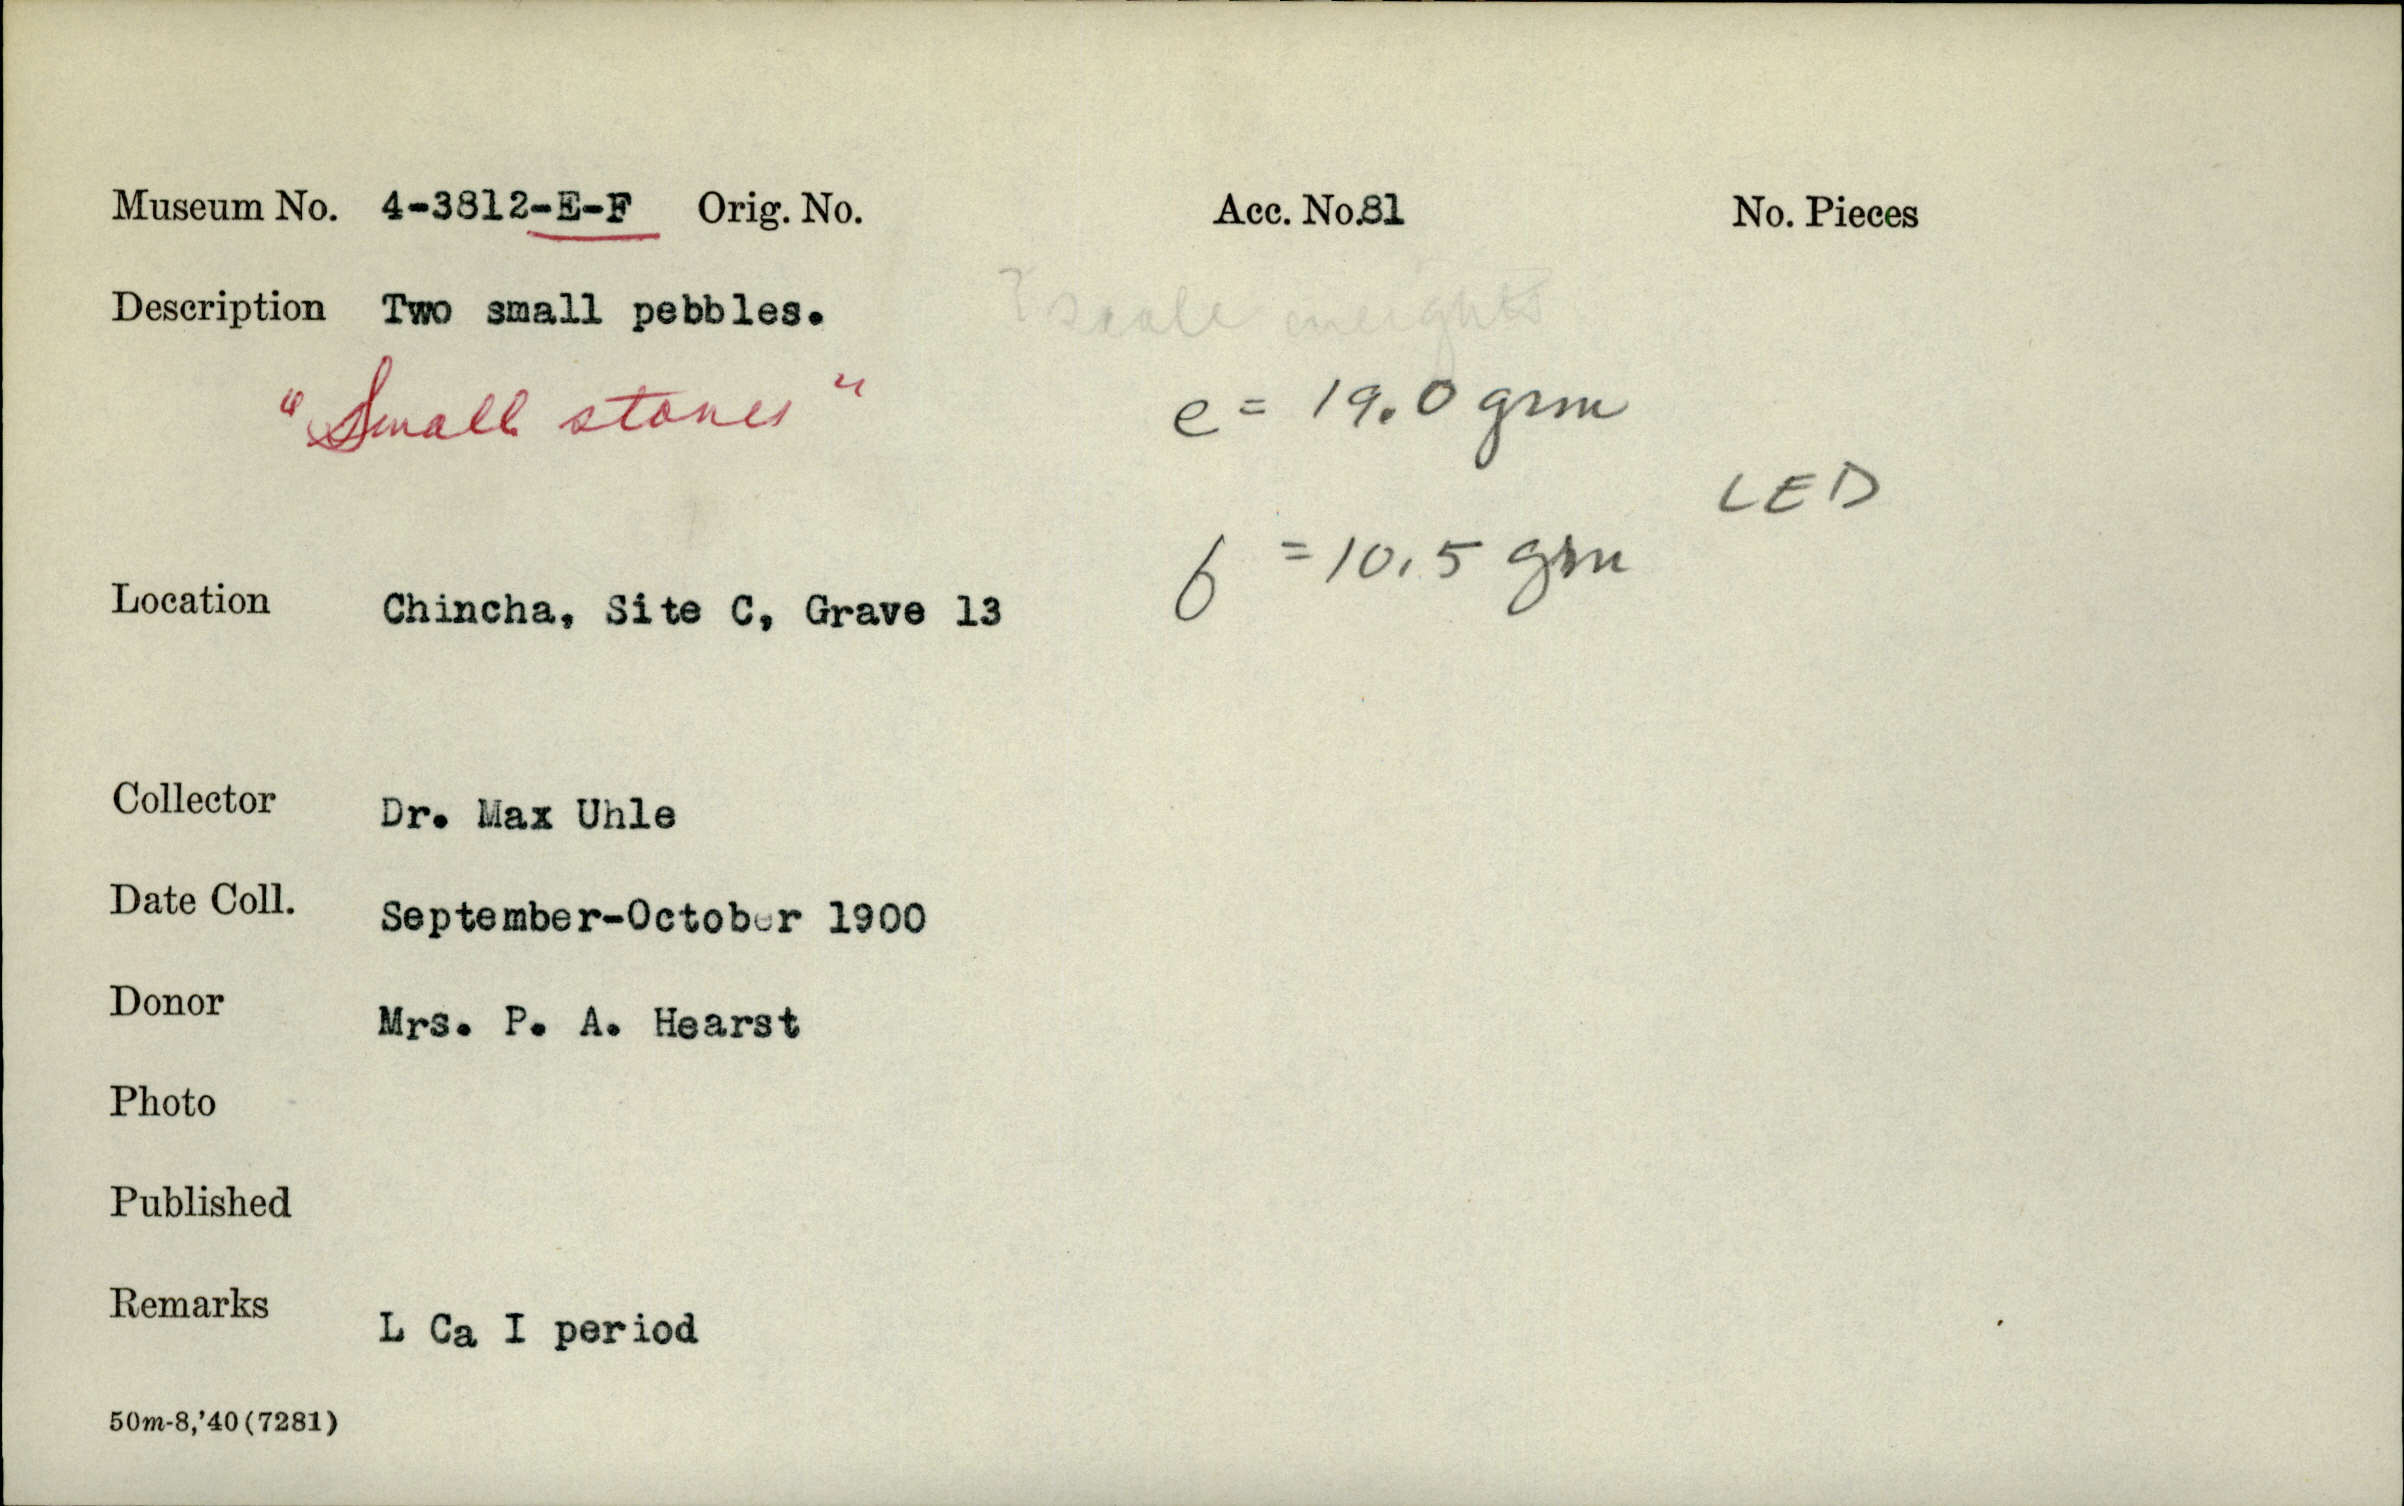 Museum No. 4-3812-E-F Orig. No. Acc. No.81 No. Pieces
Description Two small pebbles. ? scale weights
"Small stones" e = 19.0 grm
LED
f = 10.5 grm
Location Chincha, Site C, Grave 13
Collector Dr. Max Uhle
Date Coll. September-October 1900
Donor Mrs. P. A. Hearst
Photo
Published
Remarks L Ca I period
50m-8,'40(7281)